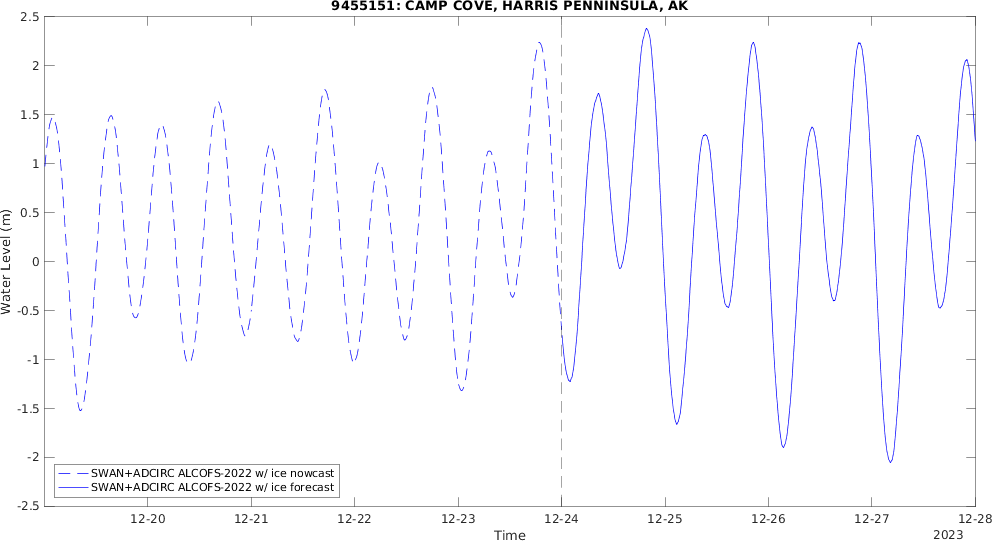 9455151: CAMP COVE, HARRIS PENNINSULA, AK
2.5
2
1.5
1
0.5
0
-0.5
-1
-1.5
-2
-2.5
Water Level (m)
SWAN+ADCIRC ALCOFS-2022 w/ ice nowcast
SWAN+ADCIRC ALCOFS-2022 w/ ice forecast
12-20 12-21 12-22 12-23 12-24 12-25 12-26 12-27 12-28
Time
2023